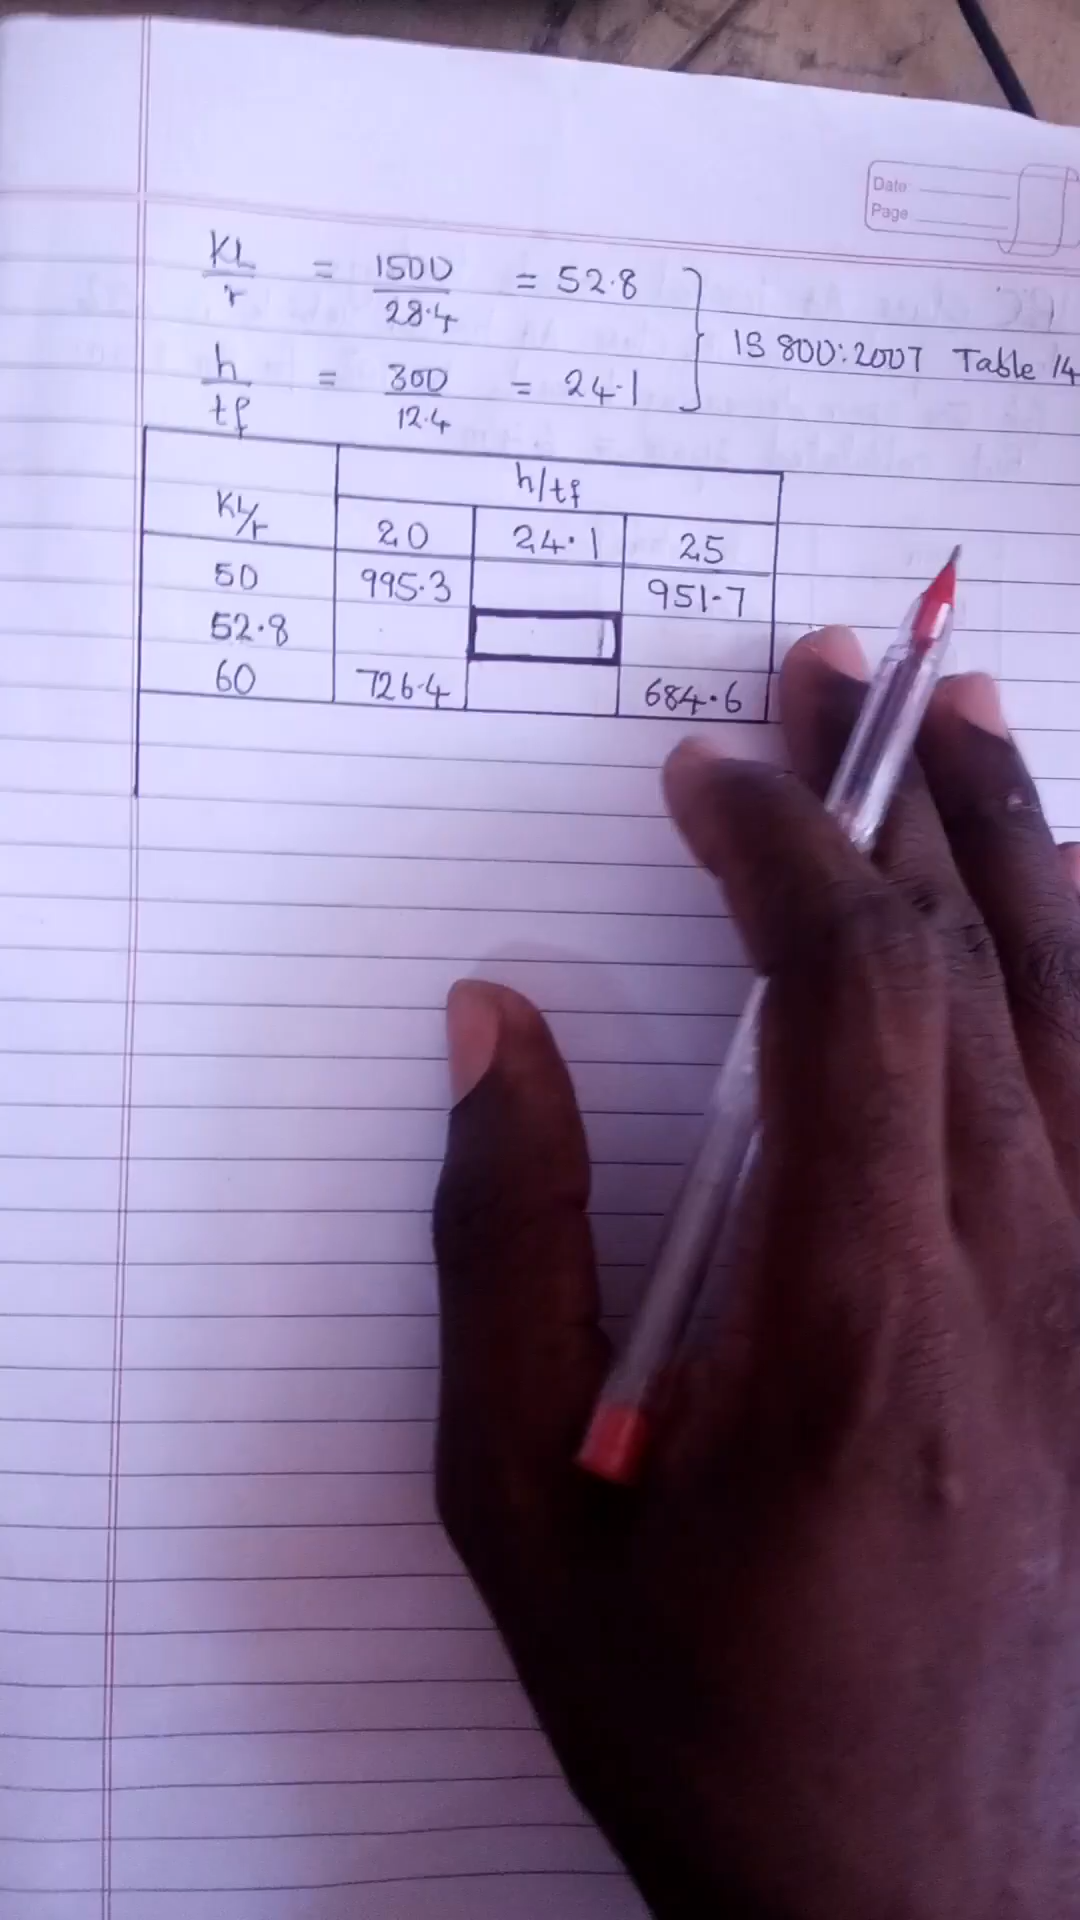 Date
Page
KL/r = 1500/28.4 = 52.8
h/tf = 300/12.4 = 24.1
IS 800:2007 Table 14
h/tf
KL/r 20 24.1 25
50 995.3 951.7
52.8
60 726.4 684.6